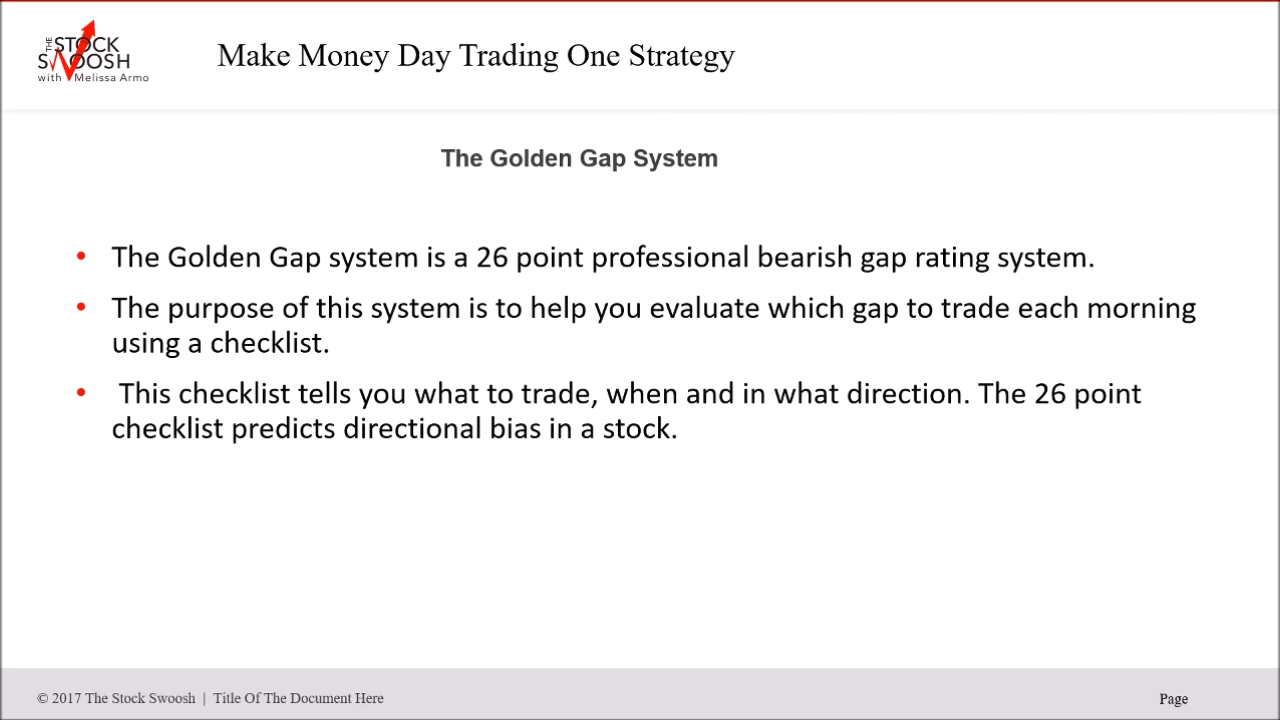 THE STOCK
SWOOSH
with Melissa Armo
Make Money Day Trading One Strategy
The Golden Gap System
• The Golden Gap system is a 26 point professional bearish gap rating system.
• The purpose of this system is to help you evaluate which gap to trade each morning
using a checklist.
• This checklist tells you what to trade, when and in what direction. The 26 point
checklist predicts directional bias in a stock.
© 2017 The Stock Swoosh | Title Of The Document Here
Page